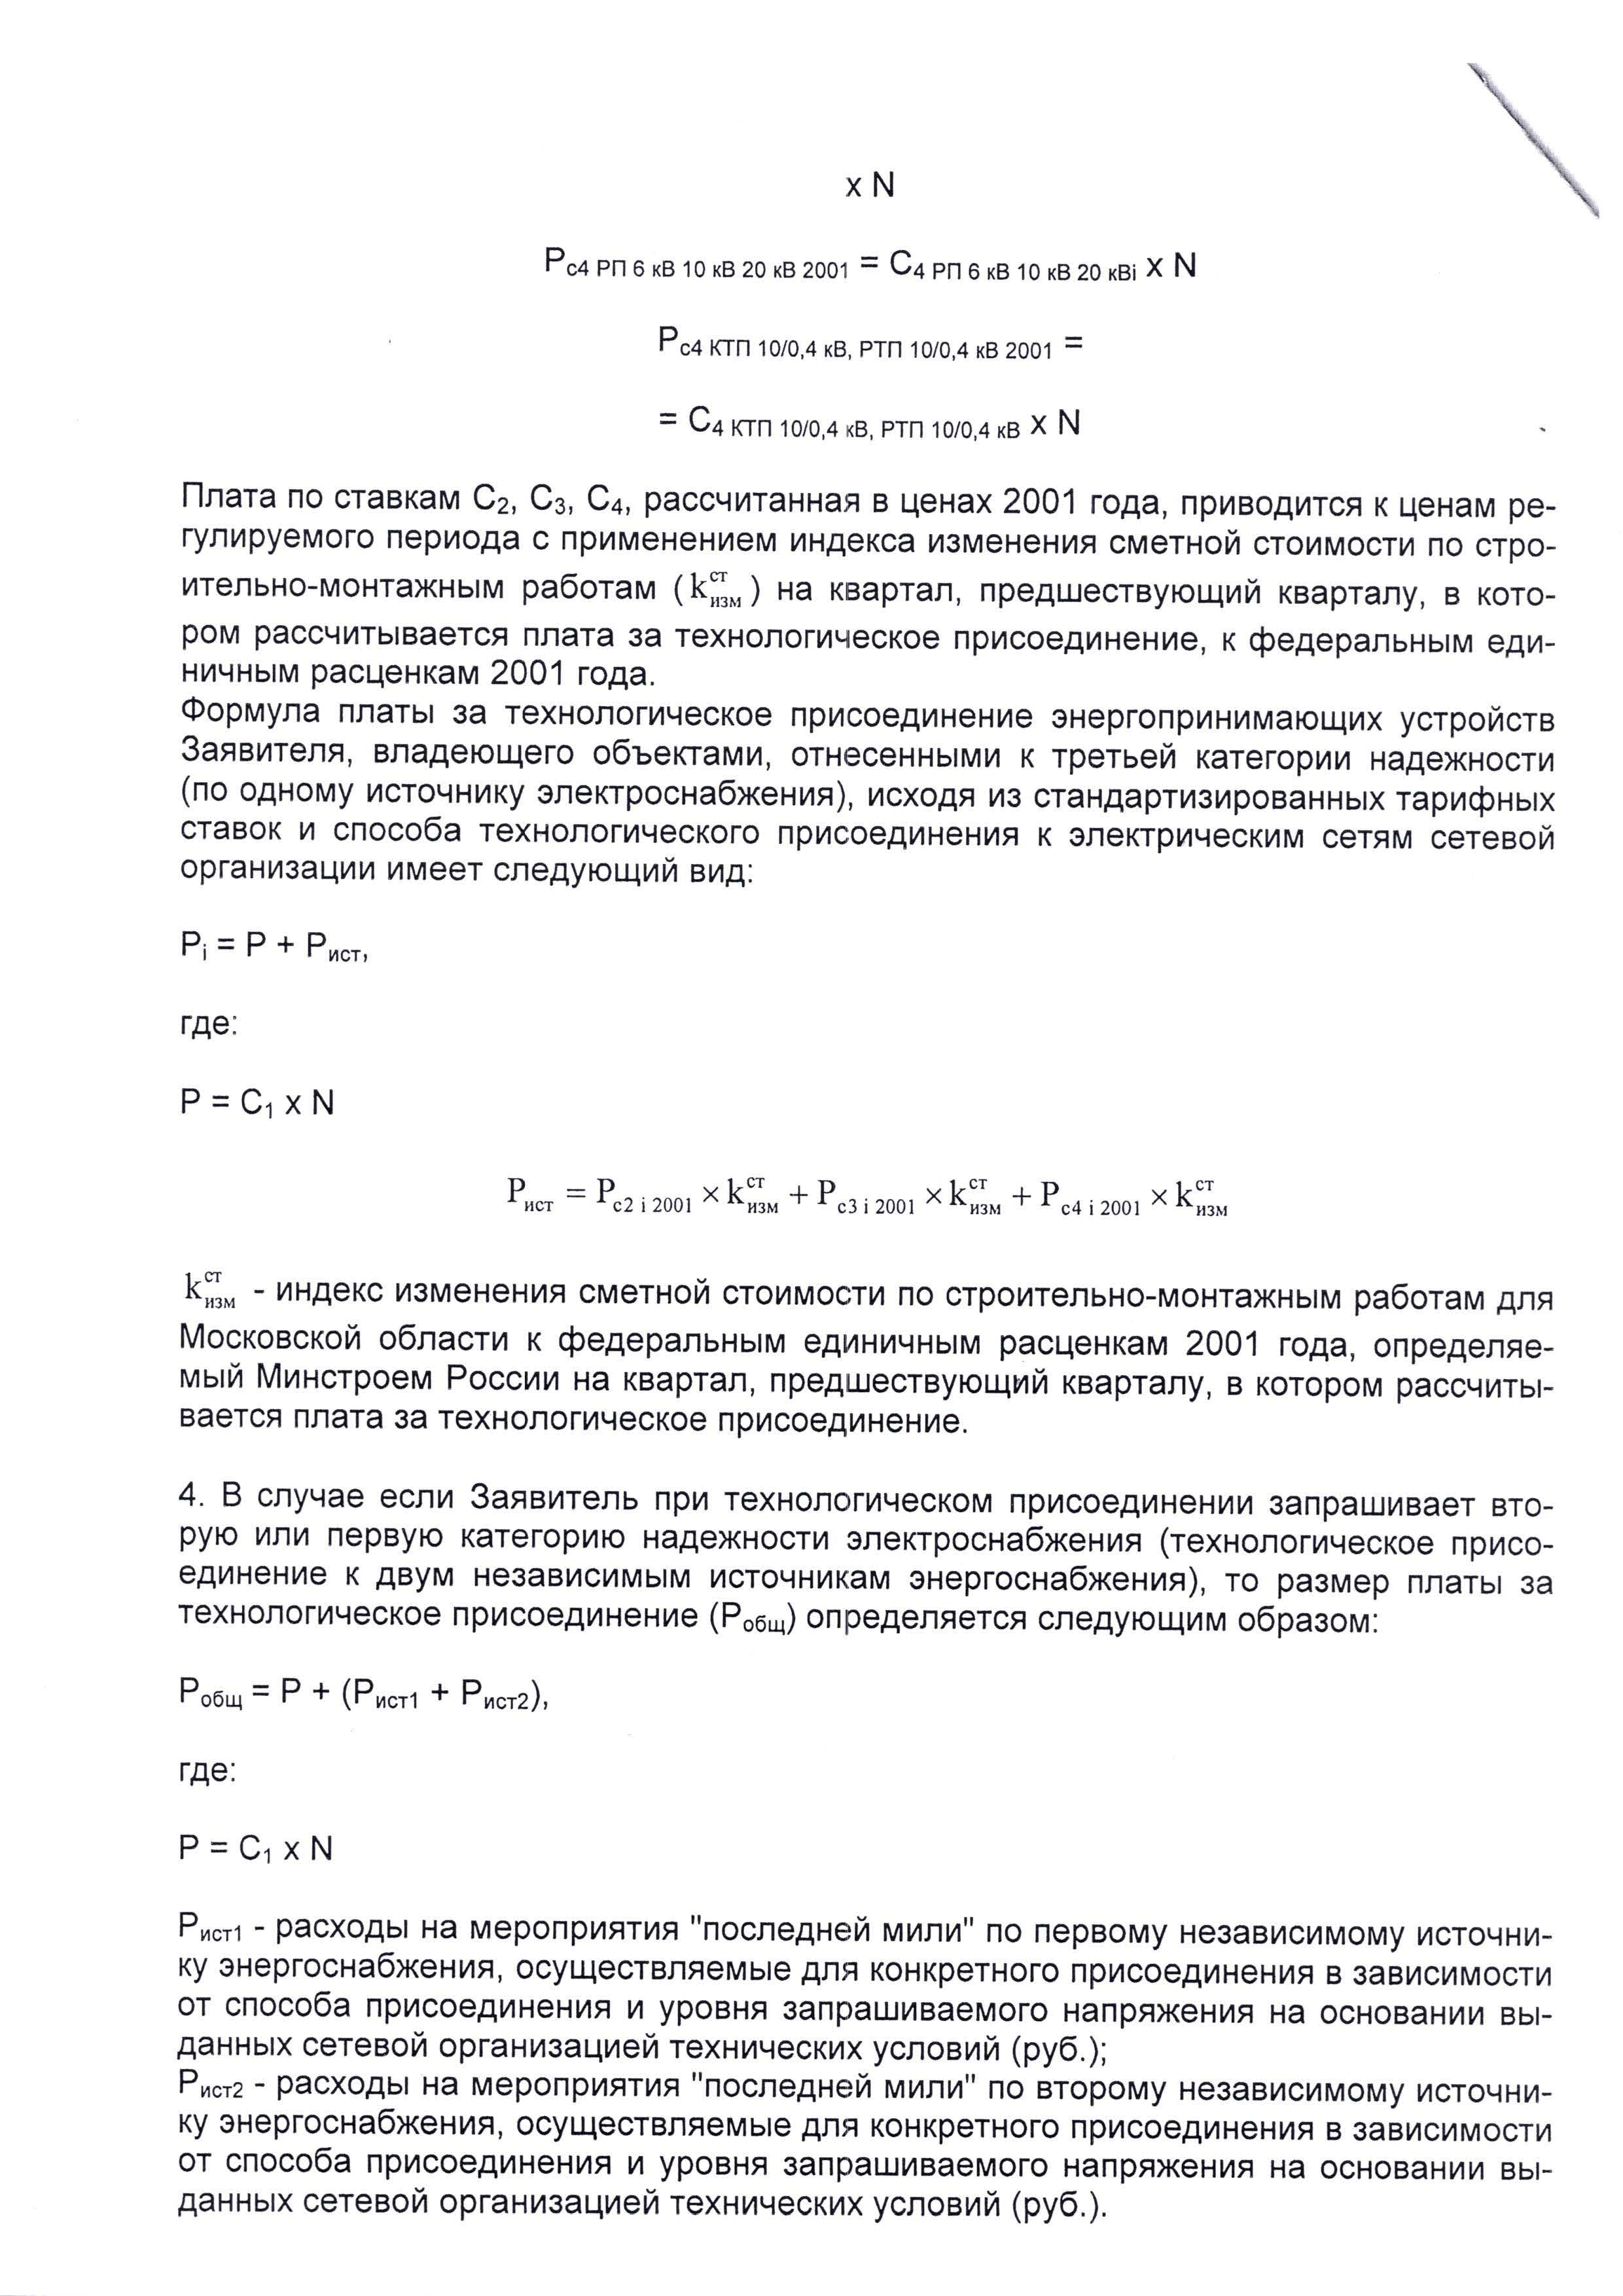 x N
Pс4 РП 6 кВ 10 кВ 20 кВ 2001 = C4 РП 6 кВ 10 кВ 20 кВi x N
Pс4 КТП 10/0,4 кВ, РТП 10/0,4 кВ 2001 =
= C4 КТП 10/0,4 кВ, РТП 10/0,4 кВ x N
Плата по ставкам C2, C3, C4, рассчитанная в ценах 2001 года, приводится к ценам ре-
гулируемого периода с применением индекса изменения сметной стоимости по стро-
ительно-монтажным работам (kизм^ст) на квартал, предшествующий кварталу, в кото-
ром рассчитывается плата за технологическое присоединение, к федеральным еди-
ничным расценкам 2001 года.
Формула платы за технологическое присоединение энергопринимающих устройств
Заявителя, владеющего объектами, отнесенными к третьей категории надежности
(по одному источнику электроснабжения), исходя из стандартизированных тарифных
ставок и способа технологического присоединения к электрическим сетям сетевой
организации имеет следующий вид:
Pi = P + Pист,
где:
P = C1 x N
Pист = Pс2 i 2001 × kизм^ст + Pс3 i 2001 × kизм^ст + Pс4 i 2001 × kизм^ст
kизм^ст - индекс изменения сметной стоимости по строительно-монтажным работам для
Московской области к федеральным единичным расценкам 2001 года, определяе-
мый Минстроем России на квартал, предшествующий кварталу, в котором рассчиты-
вается плата за технологическое присоединение.
4. В случае если Заявитель при технологическом присоединении запрашивает вто-
рую или первую категорию надежности электроснабжения (технологическое присо-
единение к двум независимым источникам энергоснабжения), то размер платы за
технологическое присоединение (Pобщ) определяется следующим образом:
Pобщ = P + (Pист1 + Pист2),
где:
P = C1 x N
Pист1 - расходы на мероприятия "последней мили" по первому независимому источни-
ку энергоснабжения, осуществляемые для конкретного присоединения в зависимости
от способа присоединения и уровня запрашиваемого напряжения на основании вы-
данных сетевой организацией технических условий (руб.);
Pист2 - расходы на мероприятия "последней мили" по второму независимому источни-
ку энергоснабжения, осуществляемые для конкретного присоединения в зависимости
от способа присоединения и уровня запрашиваемого напряжения на основании вы-
данных сетевой организацией технических условий (руб.).